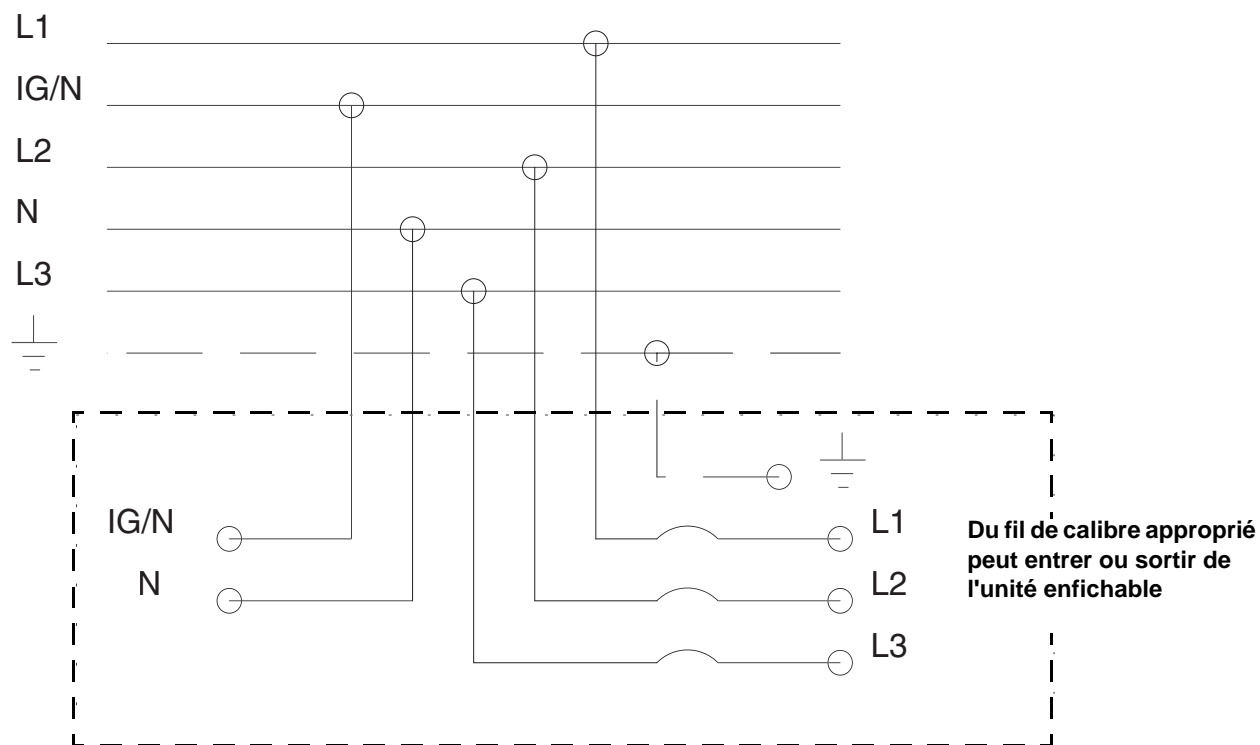 L1
IG/N
L2
N
L3
IG/N
N
L1
L2
L3
Du fil de calibre approprié
peut entrer ou sortir de
l'unité enfichable